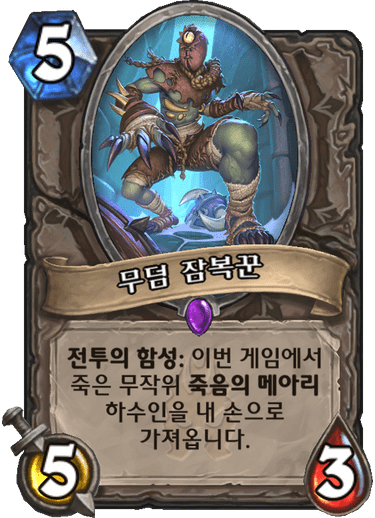 5
무덤 잠복꾼
전투의 함성: 이번 게임에서
죽은 무작위 죽음의 메아리
하수인을 내 손으로
가져옵니다.
5
3